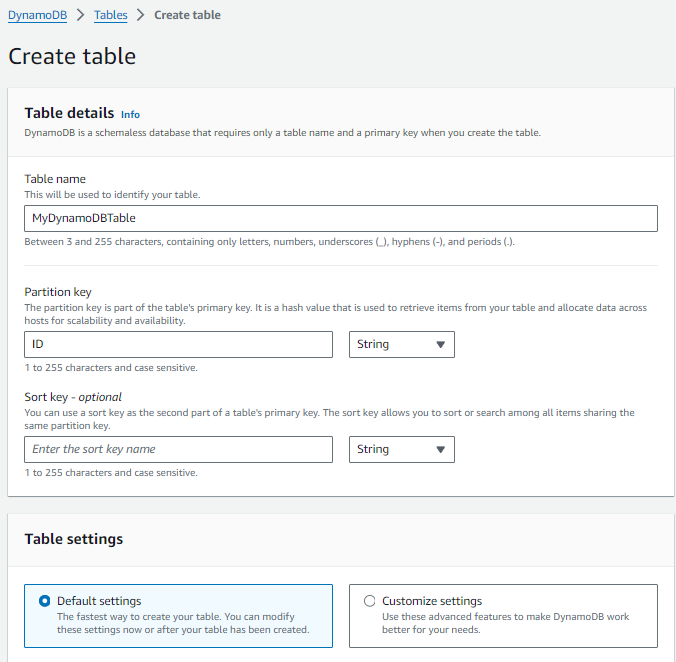 DynamoDB > Tables > Create table
Create table
Table details Info
DynamoDB is a schemaless database that requires only a table name and a primary key when you create the table.
Table name
This will be used to identify your table.
MyDynamoDBTable
Between 3 and 255 characters, containing only letters, numbers, underscores (_), hyphens (-), and periods (.).
Partition key
The partition key is part of the table's primary key. It is a hash value that is used to retrieve items from your table and allocate data across
hosts for scalability and availability.
ID String
1 to 255 characters and case sensitive.
Sort key - optional
You can use a sort key as the second part of a table's primary key. The sort key allows you to sort or search among all items sharing the
same partition key.
Enter the sort key name String
1 to 255 characters and case sensitive.
Table settings
Default settings
The fastest way to create your table. You can modify
these settings now or after your table has been created.
Customize settings
Use these advanced features to make DynamoDB work
better for your needs.